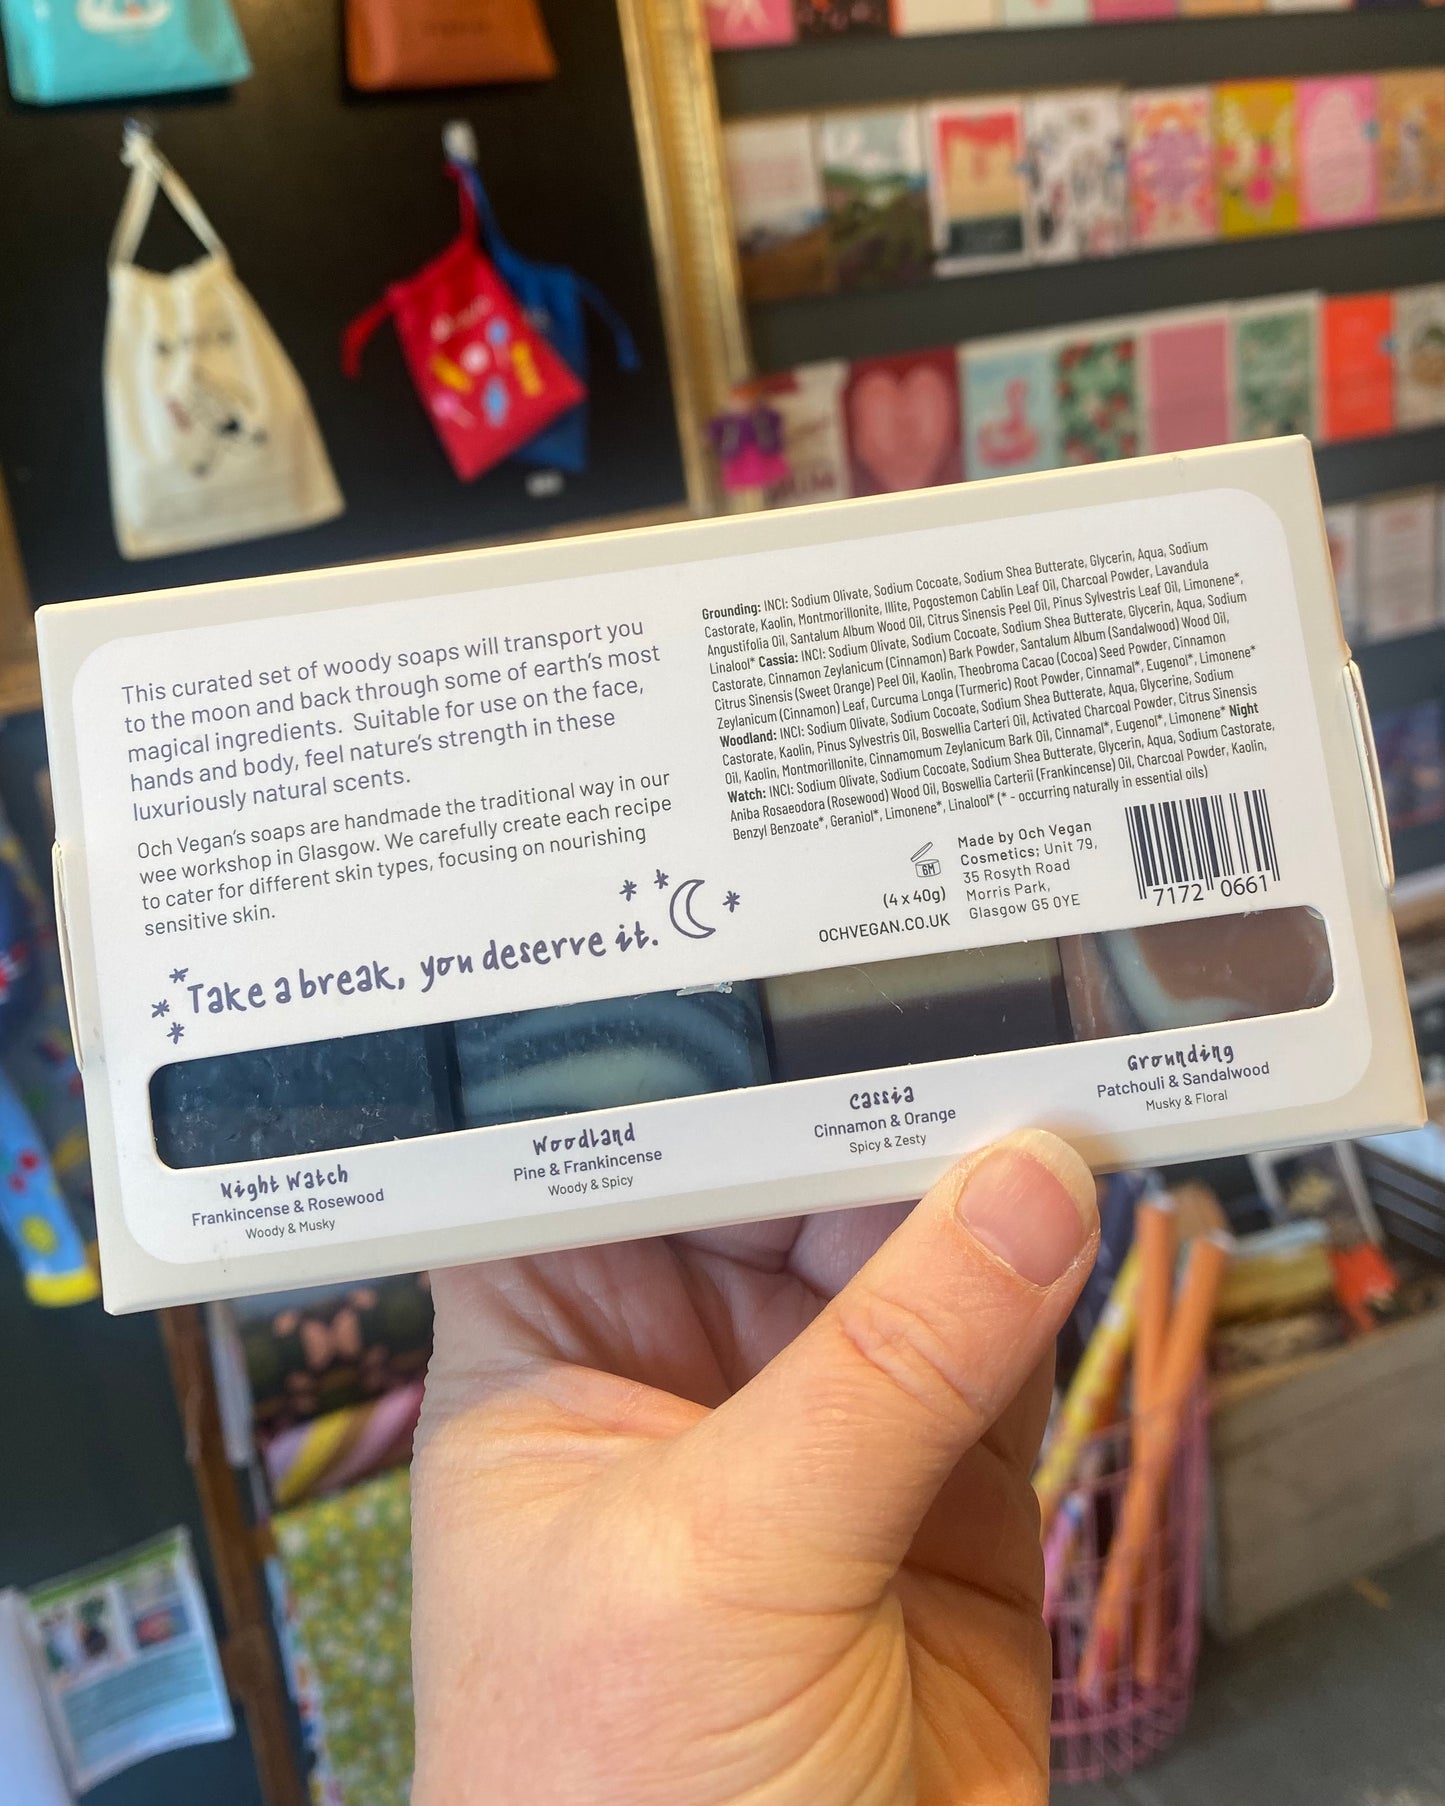 This curated set of woody soaps will transport you
to the moon and back through some of earth's most
magical ingredients. Suitable for use on the face,
hands and body, feel nature's strength in these
luxuriously natural scents.
Och Vegan's soaps are handmade the traditional way in our
wee workshop in Glasgow. We carefully create each recipe
to cater for different skin types, focusing on nourishing
sensitive skin.
Take a break, you deserve it.
Grounding: INCI: Sodium Olivate, Sodium Cocoate, Sodium Shea Butterate, Glycerin, Aqua, Sodium
Castorate, Kaolin, Montmorillonite, Illite, Pogostemon Cablin Leaf Oil, Charcoal Powder, Lavandula
Angustifolia Oil, Santalum Album Wood Oil, Citrus Sinensis Peel Oil, Pinus Sylvestris Leaf Oil, Limonene*,
Linalool* Cassia: INCI: Sodium Olivate, Sodium Cocoate, Sodium Shea Butterate, Glycerin, Aqua, Sodium
Castorate, Cinnamon Zeylanicum (Cinnamon) Bark Powder, Santalum Album (Sandalwood) Wood Oil,
Citrus Sinensis (Sweet Orange) Peel Oil, Kaolin, Theobroma Cacao (Cocoa) Seed Powder, Cinnamon
Zeylanicum (Cinnamon) Leaf, Curcuma Longa (Turmeric) Root Powder, Cinnamal*, Eugenol*, Limonene*
Woodland: INCI: Sodium Olivate, Sodium Cocoate, Sodium Shea Butterate, Aqua, Glycerine, Sodium
Castorate, Kaolin, Pinus Sylvestris Oil, Boswellia Carteri Oil, Activated Charcoal Powder, Citrus Sinensis
Oil, Kaolin, Montmorillonite, Cinnamomum Zeylanicum Bark Oil, Cinnamal*, Eugenol*, Limonene* Night
Watch: INCI: Sodium Olivate, Sodium Cocoate, Sodium Shea Butterate, Glycerin, Aqua, Sodium Castorate,
Aniba Rosaeodora (Rosewood) Wood Oil, Boswellia Carterii (Frankincense) Oil, Charcoal Powder, Kaolin,
Benzyl Benzoate*, Geraniol*, Limonene*, Linalool* (* - occurring naturally in essential oils)
6M
(4 x 40g)
OCHVEGAN.CO.UK
Made by Och Vegan
Cosmetics; Unit 79,
35 Rosyth Road
Morris Park,
Glasgow G5 0YE
7172 0661
Night Watch
Frankincense & Rosewood
Woody & Musky
Woodland
Pine & Frankincense
Woody & Spicy
Cassia
Cinnamon & Orange
Spicy & Zesty
Grounding
Patchouli & Sandalwood
Musky & Floral